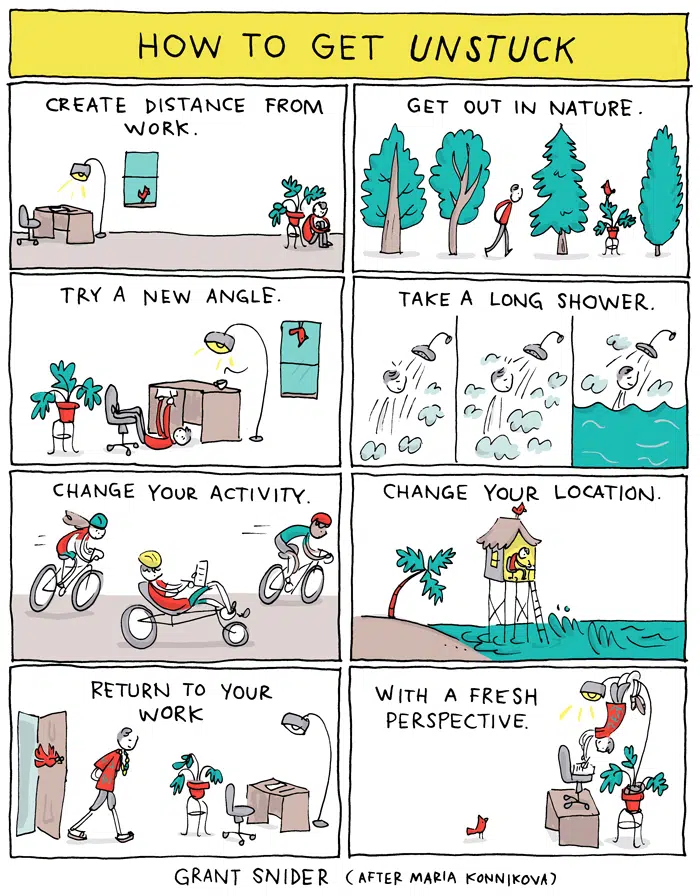 HOW TO GET UNSTUCK
CREATE DISTANCE FROM
WORK.
GET OUT IN NATURE.
TRY A NEW ANGLE.
TAKE A LONG SHOWER.
CHANGE YOUR ACTIVITY.
CHANGE YOUR LOCATION.
RETURN TO YOUR
WORK
WITH A FRESH
PERSPECTIVE.
GRANT SNIDER (AFTER MARIA KONNIKOVA)